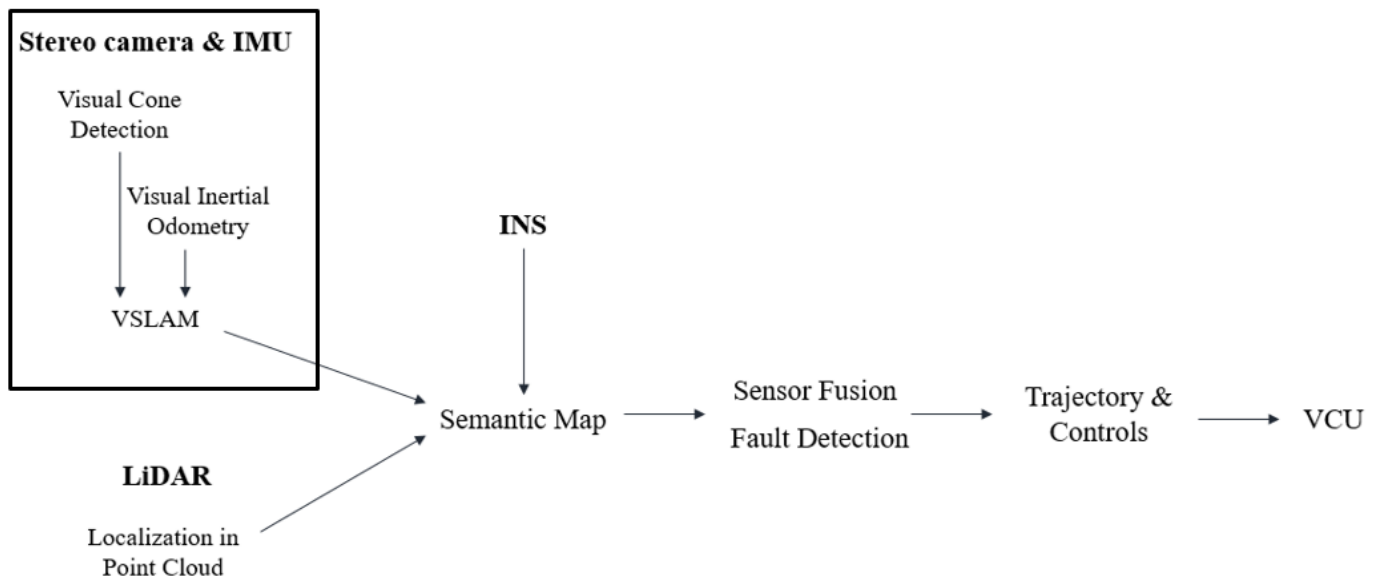 Stereo camera & IMU
Visual Cone
Detection
Visual Inertial
Odometry
VSLAM
INS
LiDAR
Localization in
Point Cloud
Semantic Map
Sensor Fusion
Fault Detection
Trajectory &
Controls
VCU